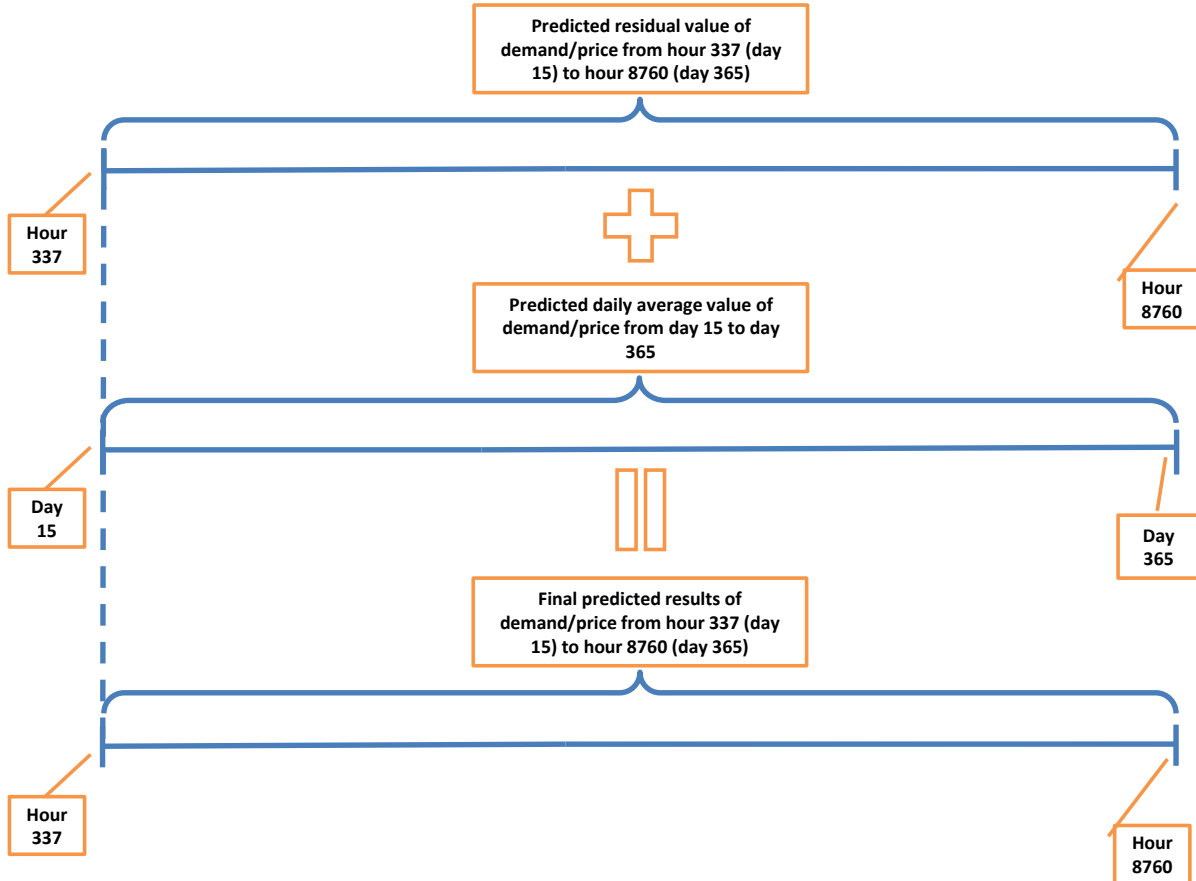 Predicted residual value of
demand/price from hour 337 (day
15) to hour 8760 (day 365)
Hour
337
Hour
8760
Predicted daily average value of
demand/price from day 15 to day
365
Day
15
Day
365
Final predicted results of
demand/price from hour 337 (day
15) to hour 8760 (day 365)
Hour
337
Hour
8760